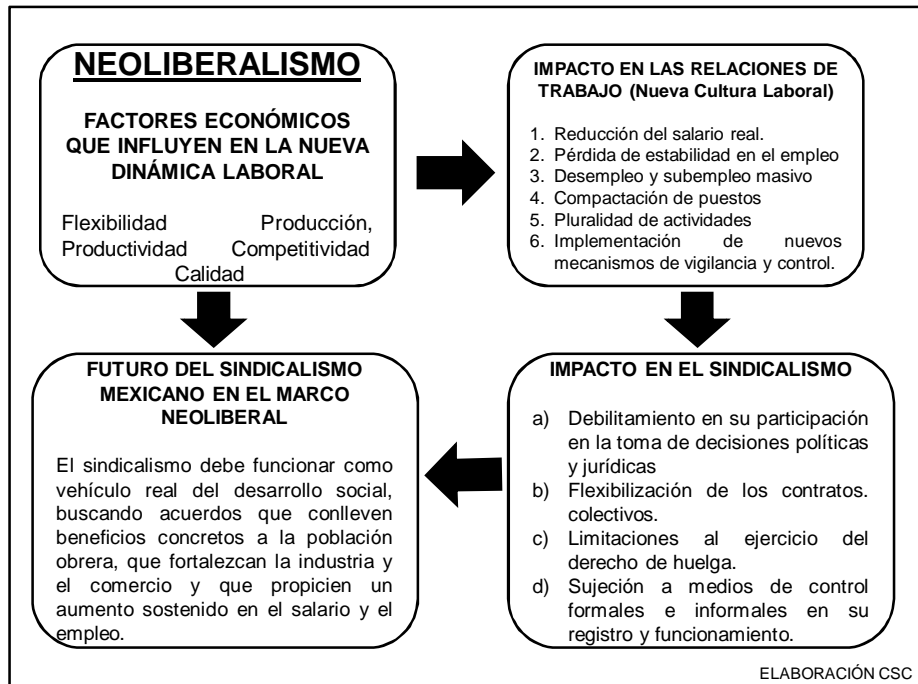 NEOLIBERALISMO
FACTORES ECONÓMICOS
QUE INFLUYEN EN LA NUEVA
DINÁMICA LABORAL
Flexibilidad Producción,
Productividad Competitividad
Calidad
IMPACTO EN LAS RELACIONES DE
TRABAJO (Nueva Cultura Laboral)
1. Reducción del salario real.
2. Pérdida de estabilidad en el empleo
3. Desempleo y subempleo masivo
4. Compactación de puestos
5. Pluralidad de actividades
6. Implementación de nuevos
mecanismos de vigilancia y control.
FUTURO DEL SINDICALISMO
MEXICANO EN EL MARCO
NEOLIBERAL
El sindicalismo debe funcionar como
vehículo real del desarrollo social,
buscando acuerdos que conlleven
beneficios concretos a la población
obrera, que fortalezcan la industria y
el comercio y que propicien un
aumento sostenido en el salario y el
empleo.
IMPACTO EN EL SINDICALISMO
a) Debilitamiento en su participación
en la toma de decisiones políticas
y jurídicas
b) Flexibilización de los contratos.
colectivos.
c) Limitaciones al ejercicio del
derecho de huelga.
d) Sujeción a medios de control
formales e informales en su
registro y funcionamiento.
ELABORACIÓN CSC